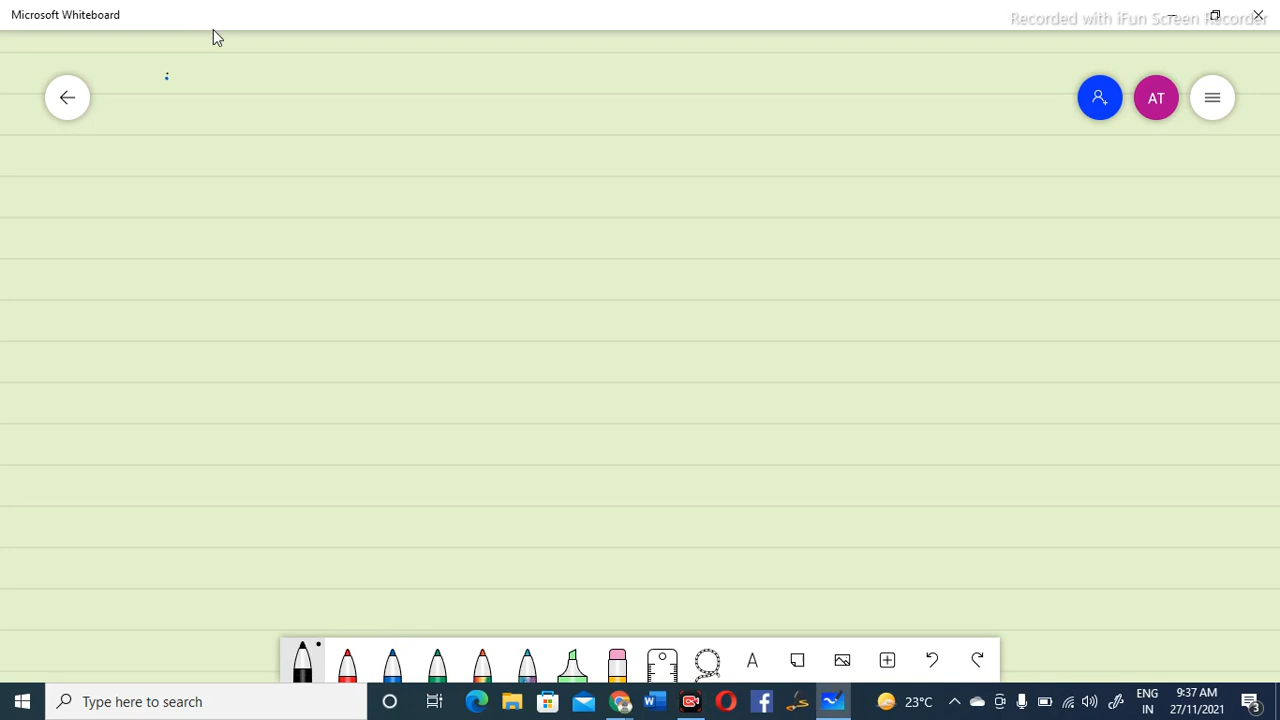 Microsoft Whiteboard
Recorded with iFun Screen Recorder
AT
A
Type here to search
W
23°C
ENG
IN
9:37 AM
27/11/2021
3